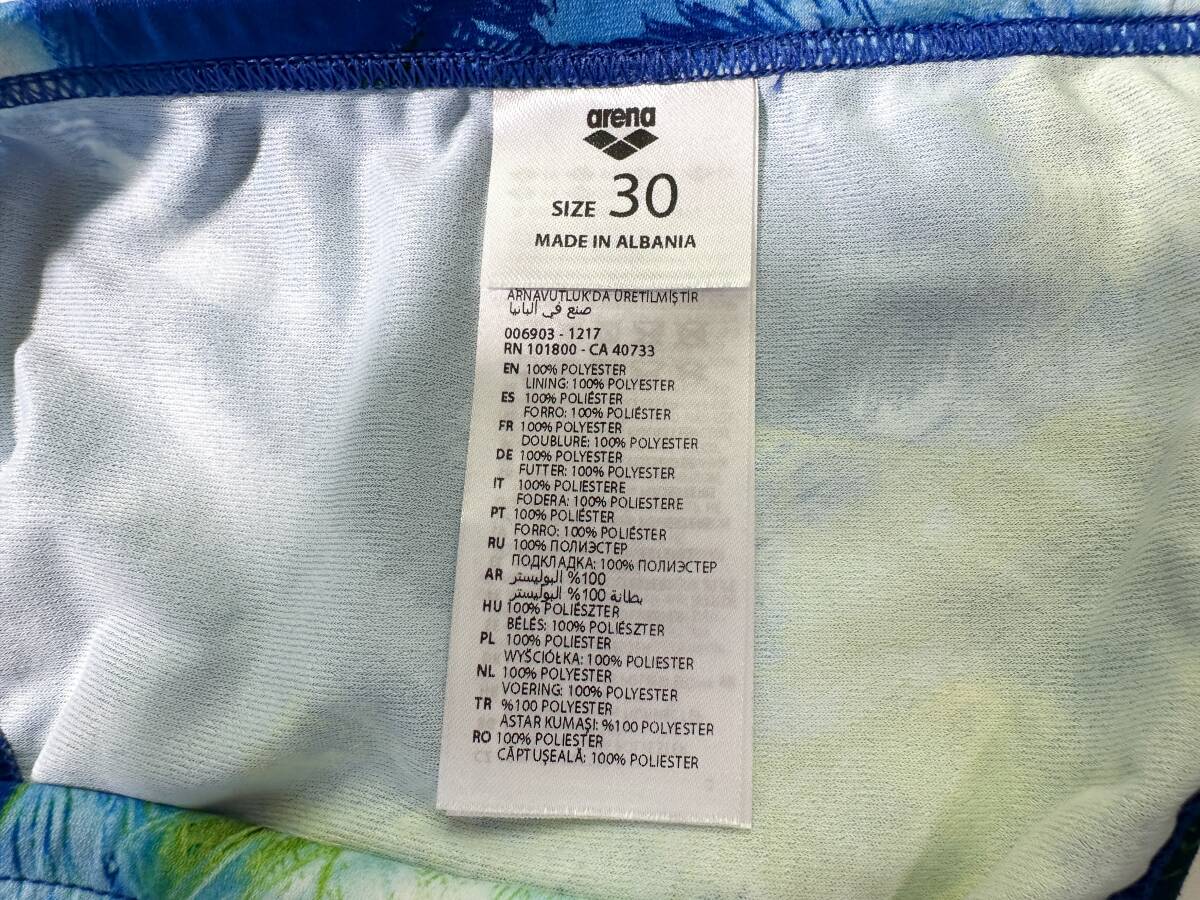 arena
SIZE 30
MADE IN ALBANIA
ARNAVUTLUK'DA ÜRETİLMİŞTİR
صنع في ألبانيا
006903 - 1217
RN 101800 - CA 40733
EN 100% POLYESTER
LINING: 100% POLYESTER
ES 100% POLIÉSTER
FORRO: 100% POLIÉSTER
FR 100% POLYESTER
DOUBLURE: 100% POLYESTER
DE 100% POLYESTER
FUTTER: 100% POLYESTER
IT 100% POLIESTERE
FODERA: 100% POLIESTERE
PT 100% POLIÉSTER
FORRO: 100% POLIÉSTER
RU 100% ПОЛИЭСТЕР
ПОДКЛАДКА: 100% ПОЛИЭСТЕР
AR 100% البوليستر
بطانة 100% البوليستر
HU 100% POLIÉSZTER
BÉLÉS: 100% POLIÉSZTER
PL 100% POLIESTER
WYŚCIÓŁKA: 100% POLIESTER
NL 100% POLYESTER
VOERING: 100% POLYESTER
TR %100 POLYESTER
ASTAR KUMAŞI: %100 POLYESTER
RO 100% POLIESTER
CĂPTUȘEALĂ: 100% POLIESTER